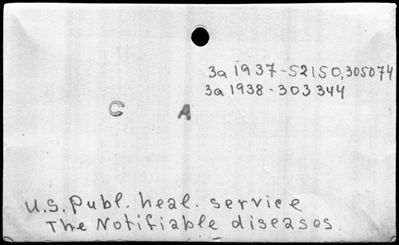 3a 1937-52150,305074
3a 1938-303344
C A
U.S. Publ. heal. service
The Notifiable diseases.